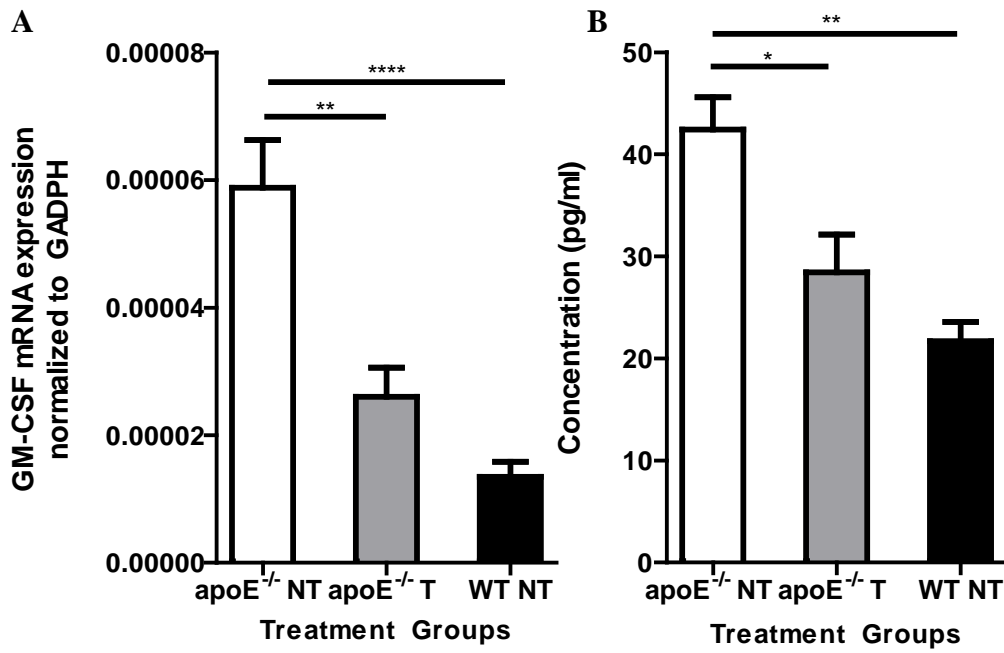 A
GM-CSF mRNA expression
normalized to GADPH
0.00008
0.00006
0.00004
0.00002
0.00000
****
**
apoE-/- NT apoE-/- T WT NT
Treatment Groups
B
Concentration (pg/ml)
50
40
30
20
10
0
**
*
apoE-/- NT apoE-/- T WT NT
Treatment Groups